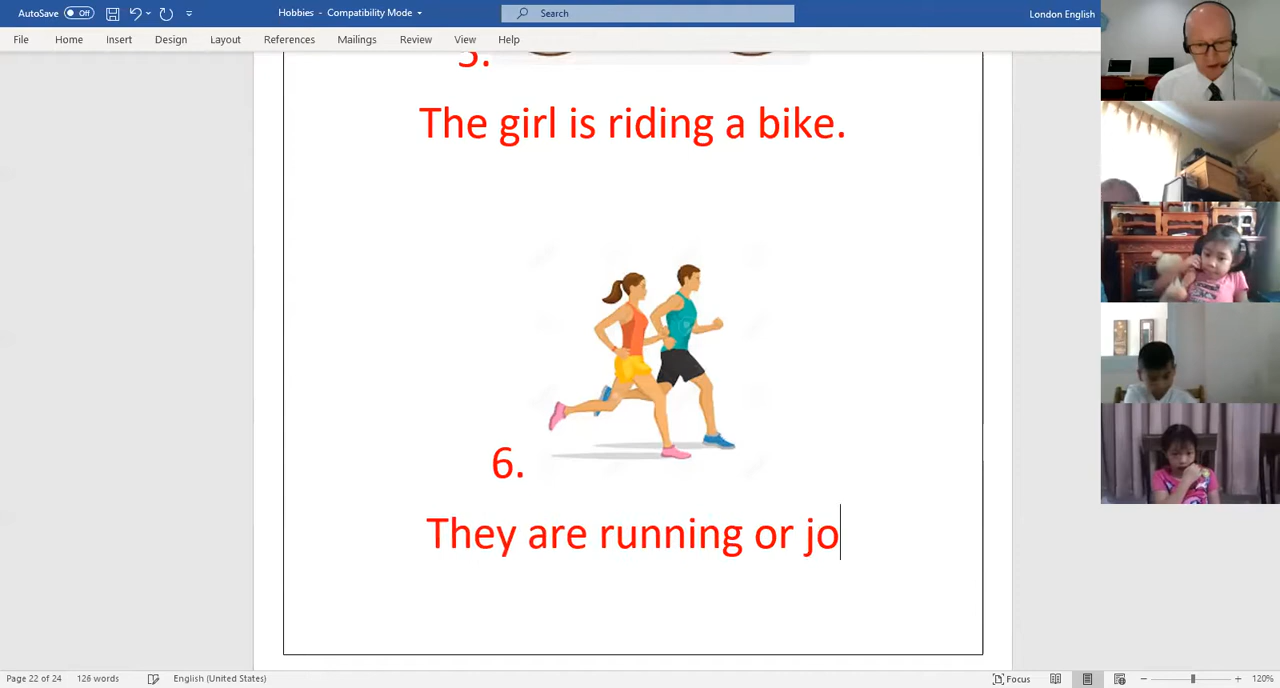 AutoSave Off
Hobbies - Compatibility Mode
Search
London English
File Home Insert Design Layout References Mailings Review View Help
5.
The girl is riding a bike.
6.
They are running or jo
Page 22 of 24 126 words English (United States) Focus 120%